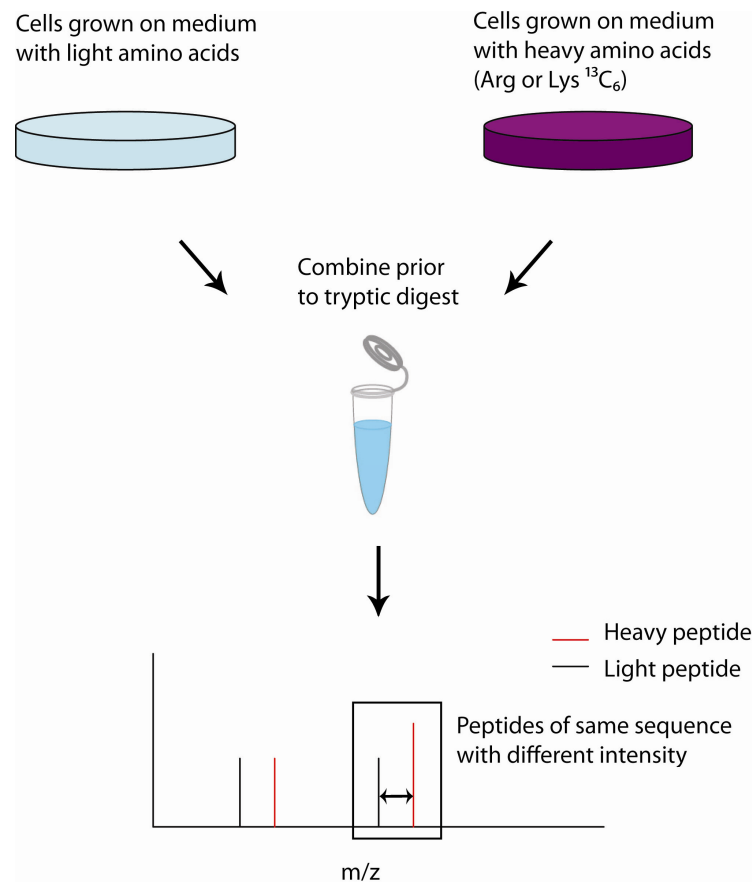 Cells grown on medium
with light amino acids
Cells grown on medium
with heavy amino acids
(Arg or Lys ¹³C₆)
Combine prior
to tryptic digest
Heavy peptide
Light peptide
Peptides of same sequence
with different intensity
m/z